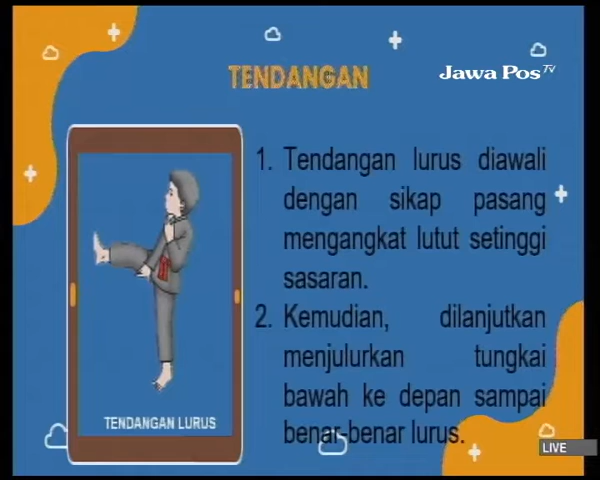 TENDANGAN
Jawa Pos TV
1. Tendangan lurus diawali
dengan sikap pasang
mengangkat lutut setinggi
sasaran.
2. Kemudian, dilanjutkan
menjulurkan tungkai
bawah ke depan sampai
benar-benar lurus.
TENDANGAN LURUS
LIVE